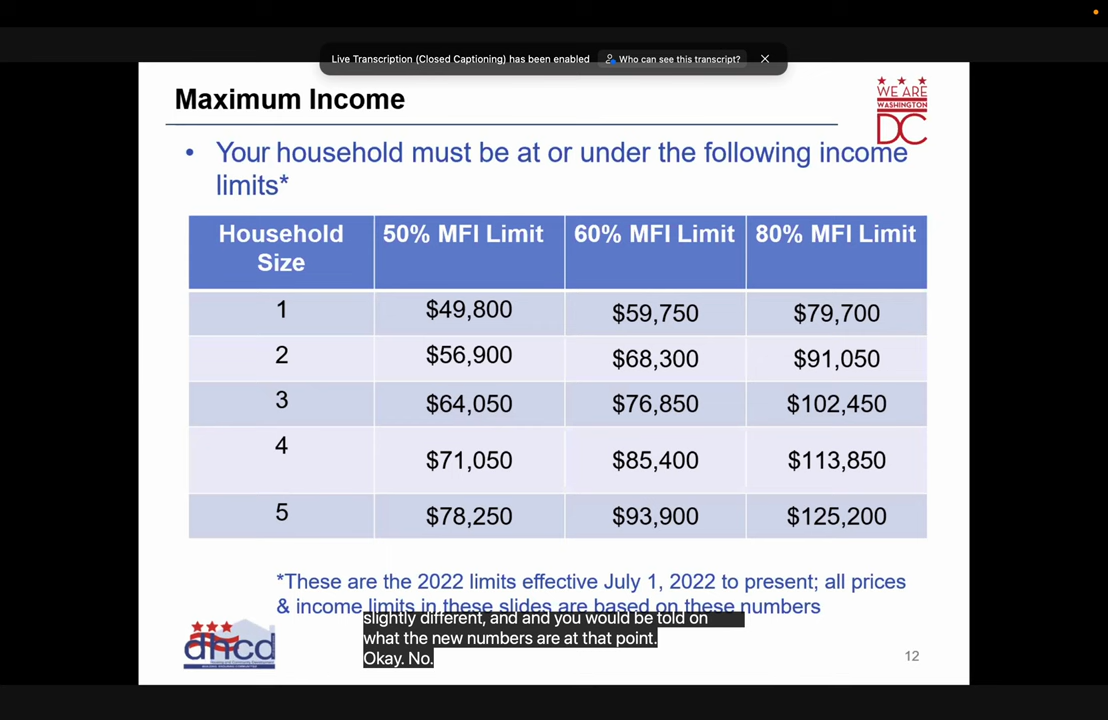 Live Transcription (Closed Captioning) has been enabled Who can see this transcript?
Maximum Income
WE ARE
WASHINGTON
DC
• Your household must be at or under the following income
limits*
Household Size 50% MFI Limit 60% MFI Limit 80% MFI Limit
1 $49,800 $59,750 $79,700
2 $56,900 $68,300 $91,050
3 $64,050 $76,850 $102,450
4 $71,050 $85,400 $113,850
5 $78,250 $93,900 $125,200
*These are the 2022 limits effective July 1, 2022 to present; all prices
& income limits in these slides are based on these numbers
slightly different, and and you would be told on
what the new numbers are at that point.
Okay. No.
dhcd
12